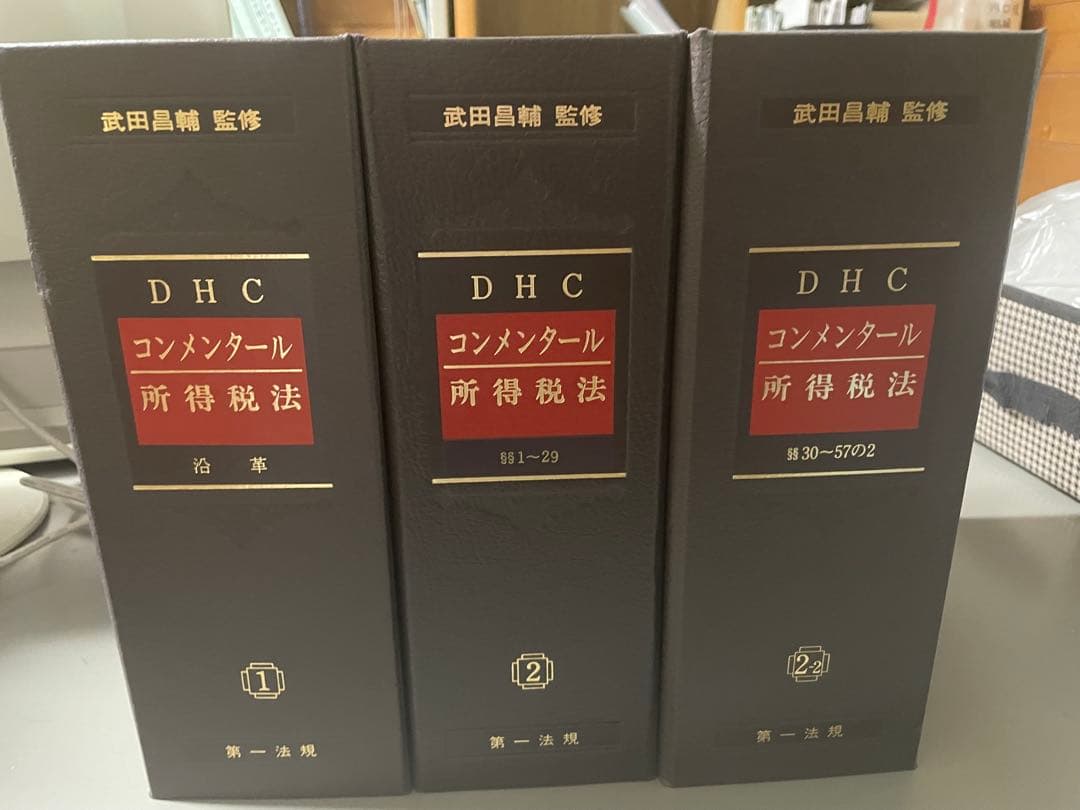 武田昌輔 監修
DHC
コンメンタール
所得税法
沿革
1
第一法規
武田昌輔 監修
DHC
コンメンタール
所得税法
§§1～29
2
第一法規
武田昌輔 監修
DHC
コンメンタール
所得税法
§§30～57の2
2-2
第一法規